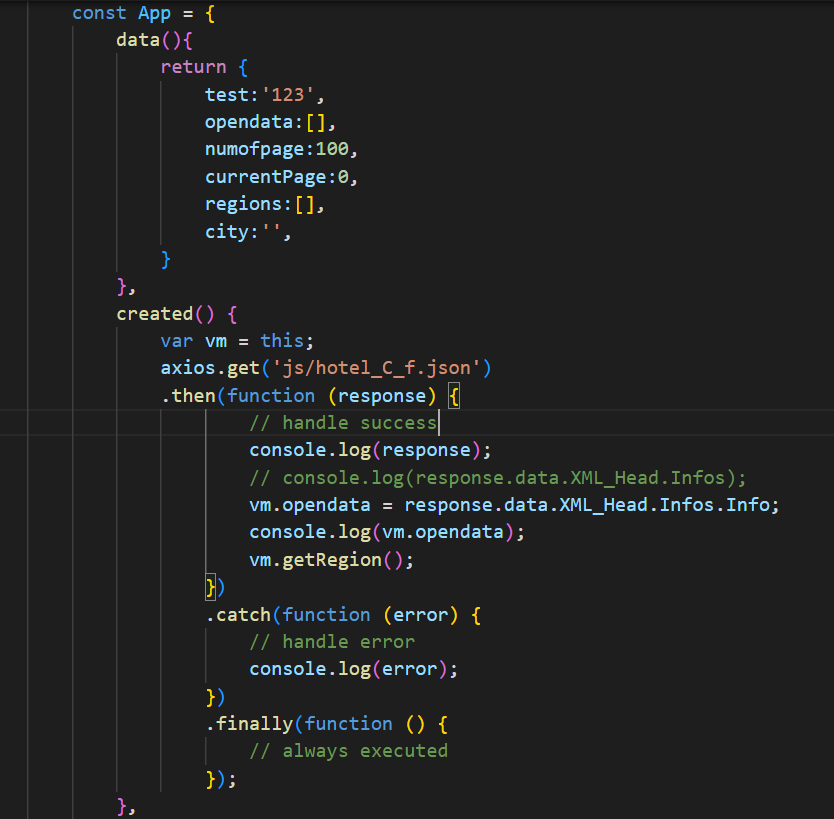 const App = {
data(){
return {
test:'123',
opendata:[],
numofpage:100,
currentPage:0,
regions:[],
city:'',
}
},
created() {
var vm = this;
axios.get('js/hotel_C_f.json')
.then(function (response) {
// handle success
console.log(response);
// console.log(response.data.XML_Head.Infos);
vm.opendata = response.data.XML_Head.Infos.Info;
console.log(vm.opendata);
vm.getRegion();
})
.catch(function (error) {
// handle error
console.log(error);
})
.finally(function () {
// always executed
});
},